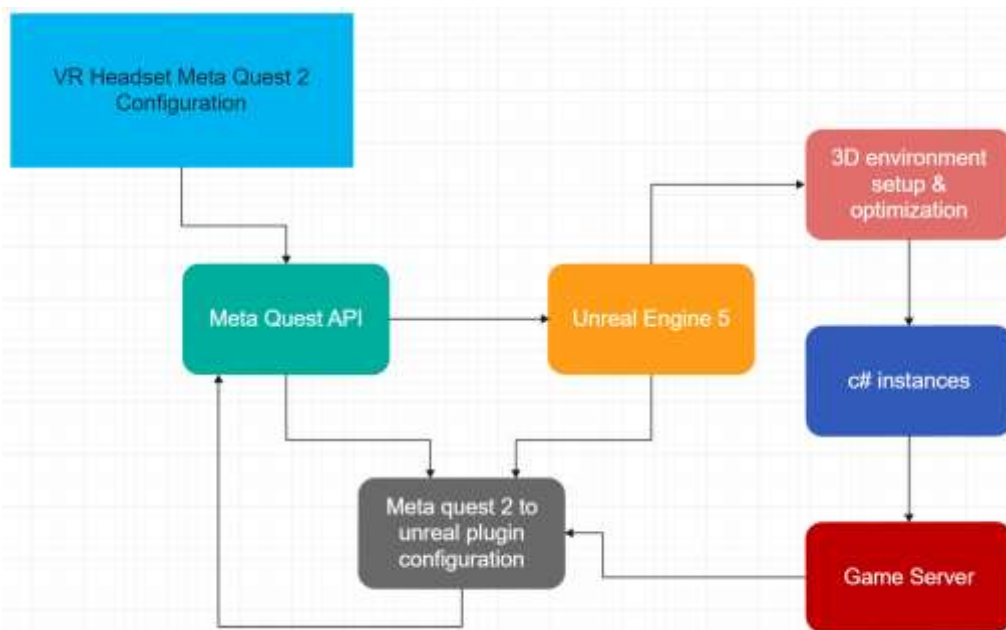 VR Headset Meta Quest 2
Configuration
3D environment
setup &
optimization
Meta Quest API
Unreal Engine 5
c# instances
Meta quest 2 to
unreal plugin
configuration
Game Server